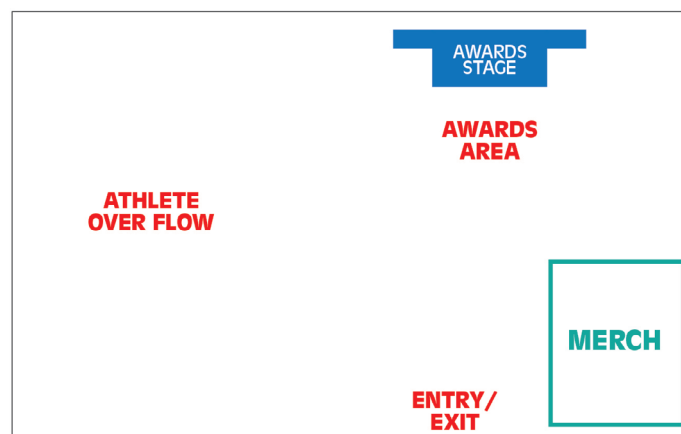 AWARDS
STAGE
AWARDS
AREA
ATHLETE
OVER FLOW
MERCH
ENTRY/
EXIT